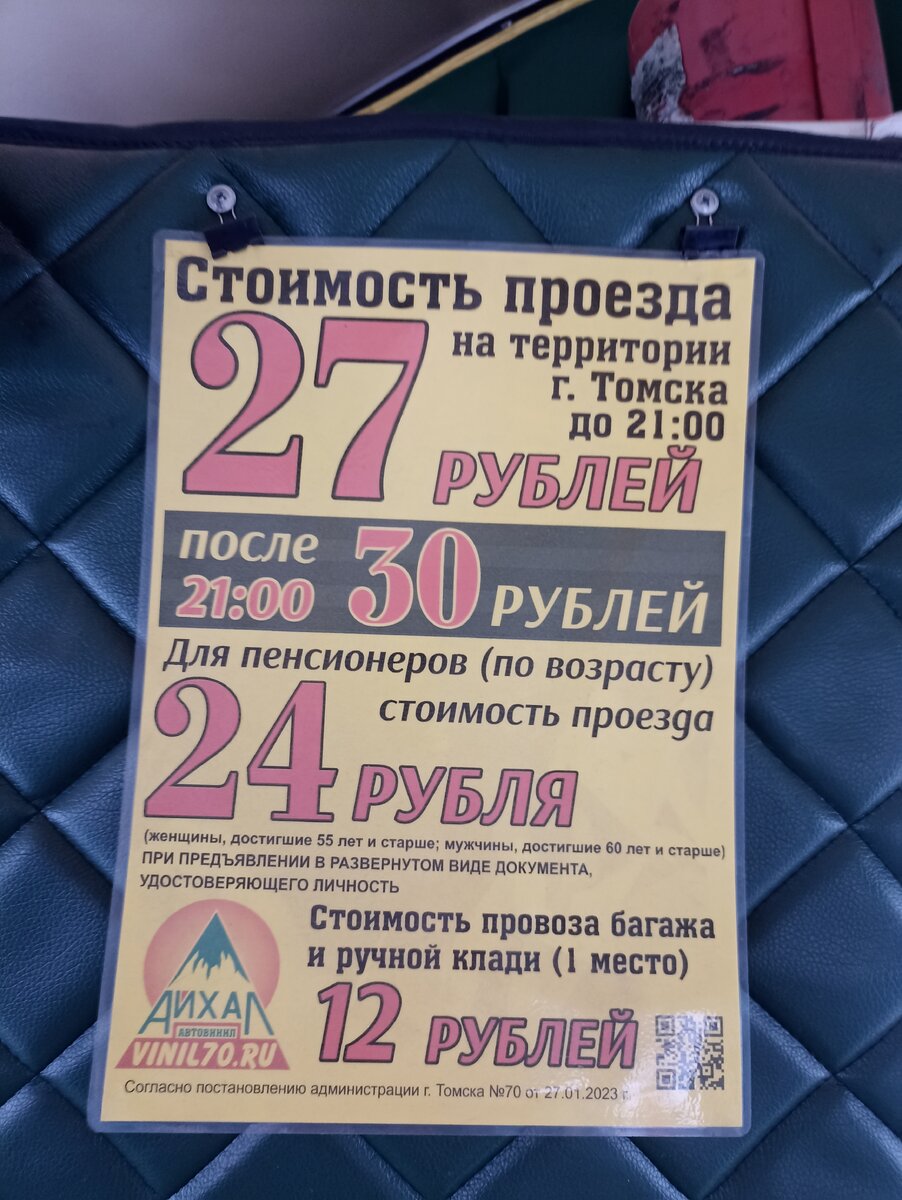 Стоимость проезда
27 на территории
г. Томска
до 21:00
РУБЛЕЙ
после
21:00 30 РУБЛЕЙ
Для пенсионеров (по возрасту)
стоимость проезда
24 РУБЛЯ
(женщины, достигшие 55 лет и старше; мужчины, достигшие 60 лет и старше)
ПРИ ПРЕДЪЯВЛЕНИИ В РАЗВЕРНУТОМ ВИДЕ ДОКУМЕНТА,
УДОСТОВЕРЯЮЩЕГО ЛИЧНОСТЬ
Стоимость провоза багажа
и ручной клади (1 место)
12 РУБЛЕЙ
ДИХАЛ
АВТОВИНИЛ
VINIL70.RU
Согласно постановлению администрации г. Томска №70 от 27.01.2023 г.